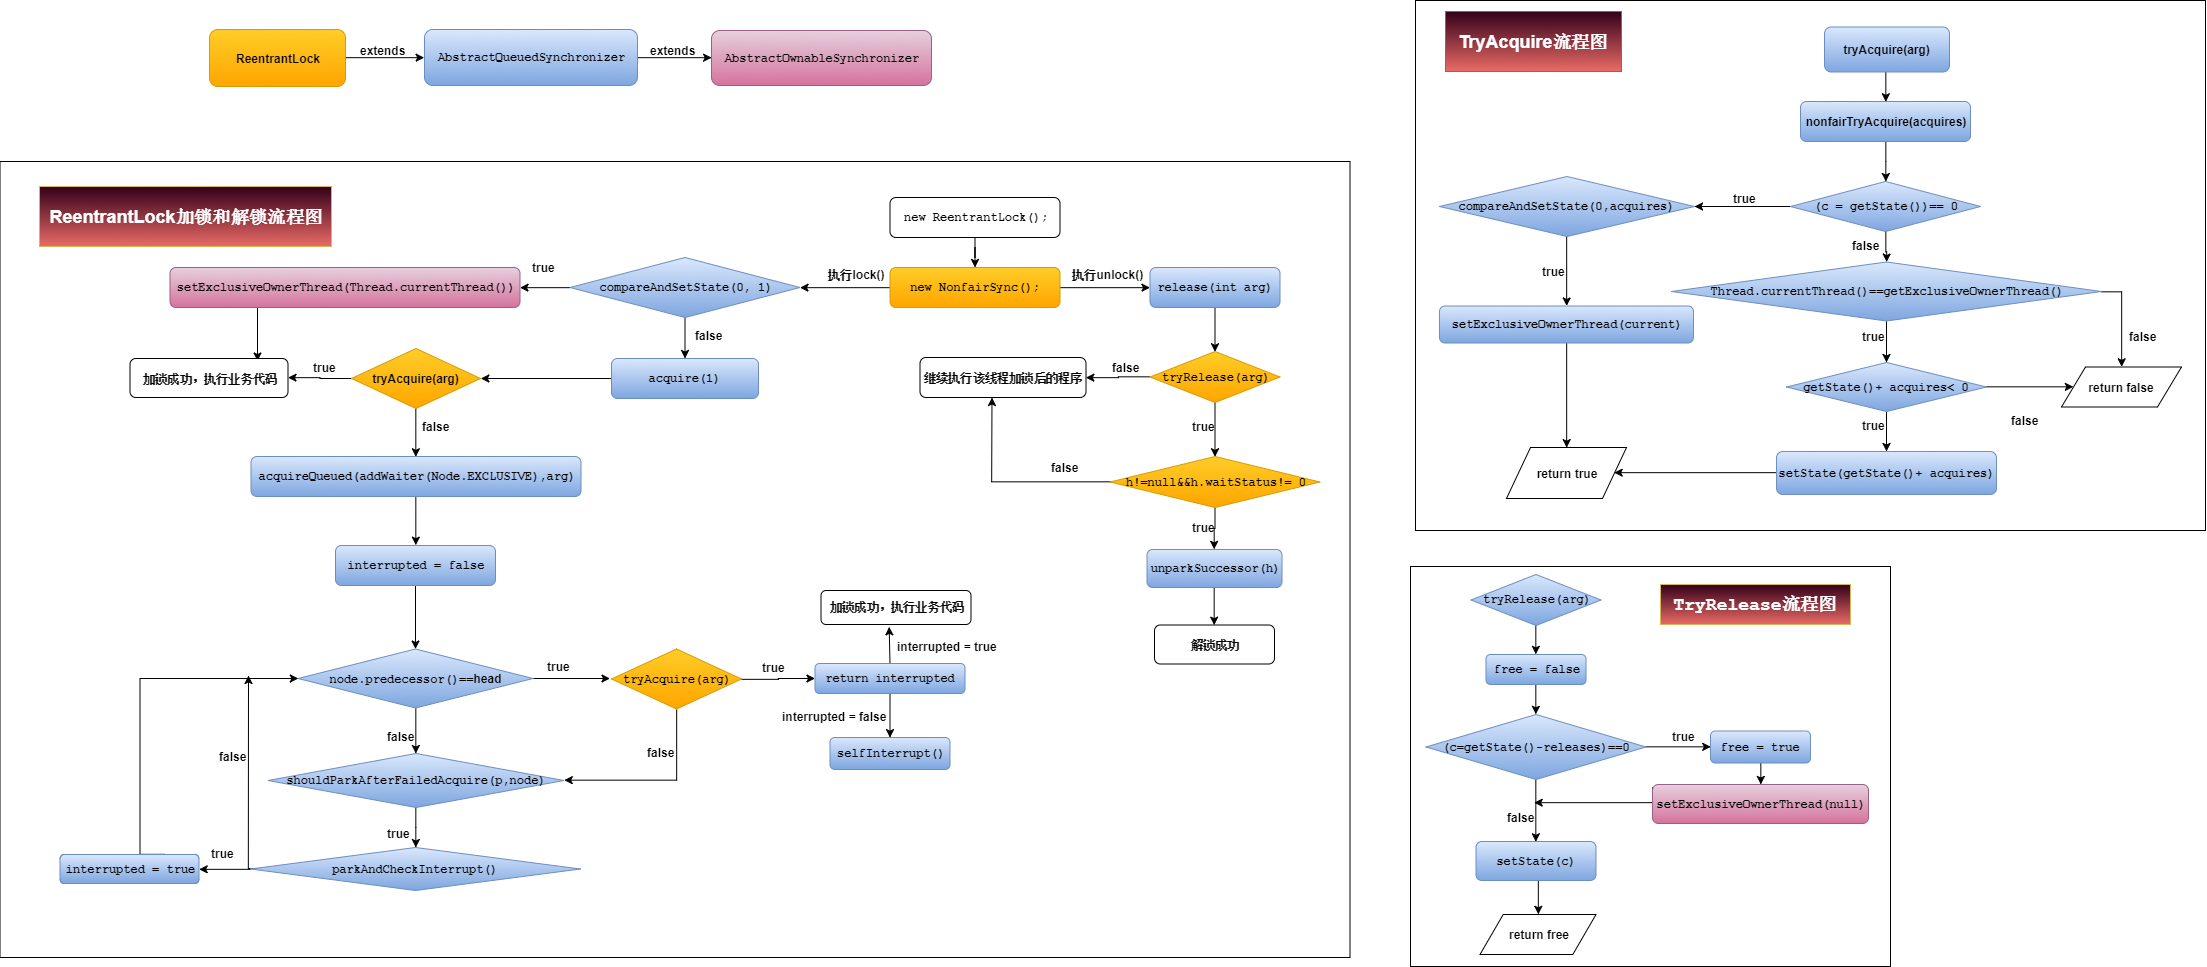 ReentrantLock
extends
AbstractQueuedSynchronizer
extends
AbstractOwnableSynchronizer
ReentrantLock加锁和解锁流程图
new ReentrantLock();
new NonfairSync();
执行lock()
执行unlock()
compareAndSetState(0, 1)
true
setExclusiveOwnerThread(Thread.currentThread())
false
acquire(1)
tryAcquire(arg)
true
加锁成功，执行业务代码
false
acquireQueued(addWaiter(Node.EXCLUSIVE),arg)
interrupted = false
node.predecessor()==head
true
tryAcquire(arg)
true
return interrupted
interrupted = true
加锁成功，执行业务代码
interrupted = false
selfInterrupt()
false
false
shouldParkAfterFailedAcquire(p,node)
true
parkAndCheckInterrupt()
true
interrupted = true
false
release(int arg)
tryRelease(arg)
false
继续执行该线程加锁后的程序
true
h!=null&&h.waitStatus!= 0
false
true
unparkSuccessor(h)
解锁成功
TryAcquire流程图
tryAcquire(arg)
nonfairTryAcquire(acquires)
(c = getState())== 0
true
compareAndSetState(0,acquires)
true
setExclusiveOwnerThread(current)
false
Thread.currentThread()==getExclusiveOwnerThread()
false
true
getState()+ acquires< 0
return false
false
true
setState(getState()+ acquires)
return true
TryRelease流程图
tryRelease(arg)
free = false
(c=getState()-releases)==0
true
free = true
setExclusiveOwnerThread(null)
false
setState(c)
return free